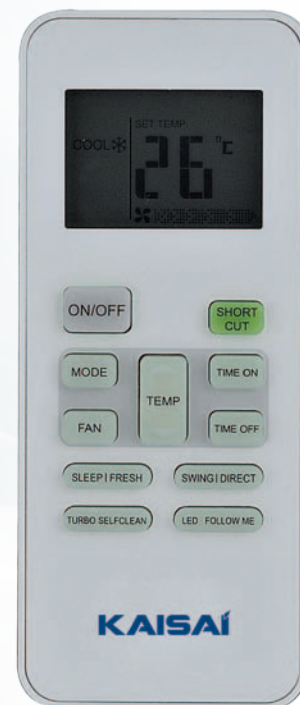 SET TEMP.
COOL
26 °C
ON/OFF
SHORT
CUT
MODE
TEMP
TIME ON
FAN
TIME OFF
SLEEP | FRESH
SWING | DIRECT
TURBO SELFCLEAN
LED FOLLOW ME
KAISAI